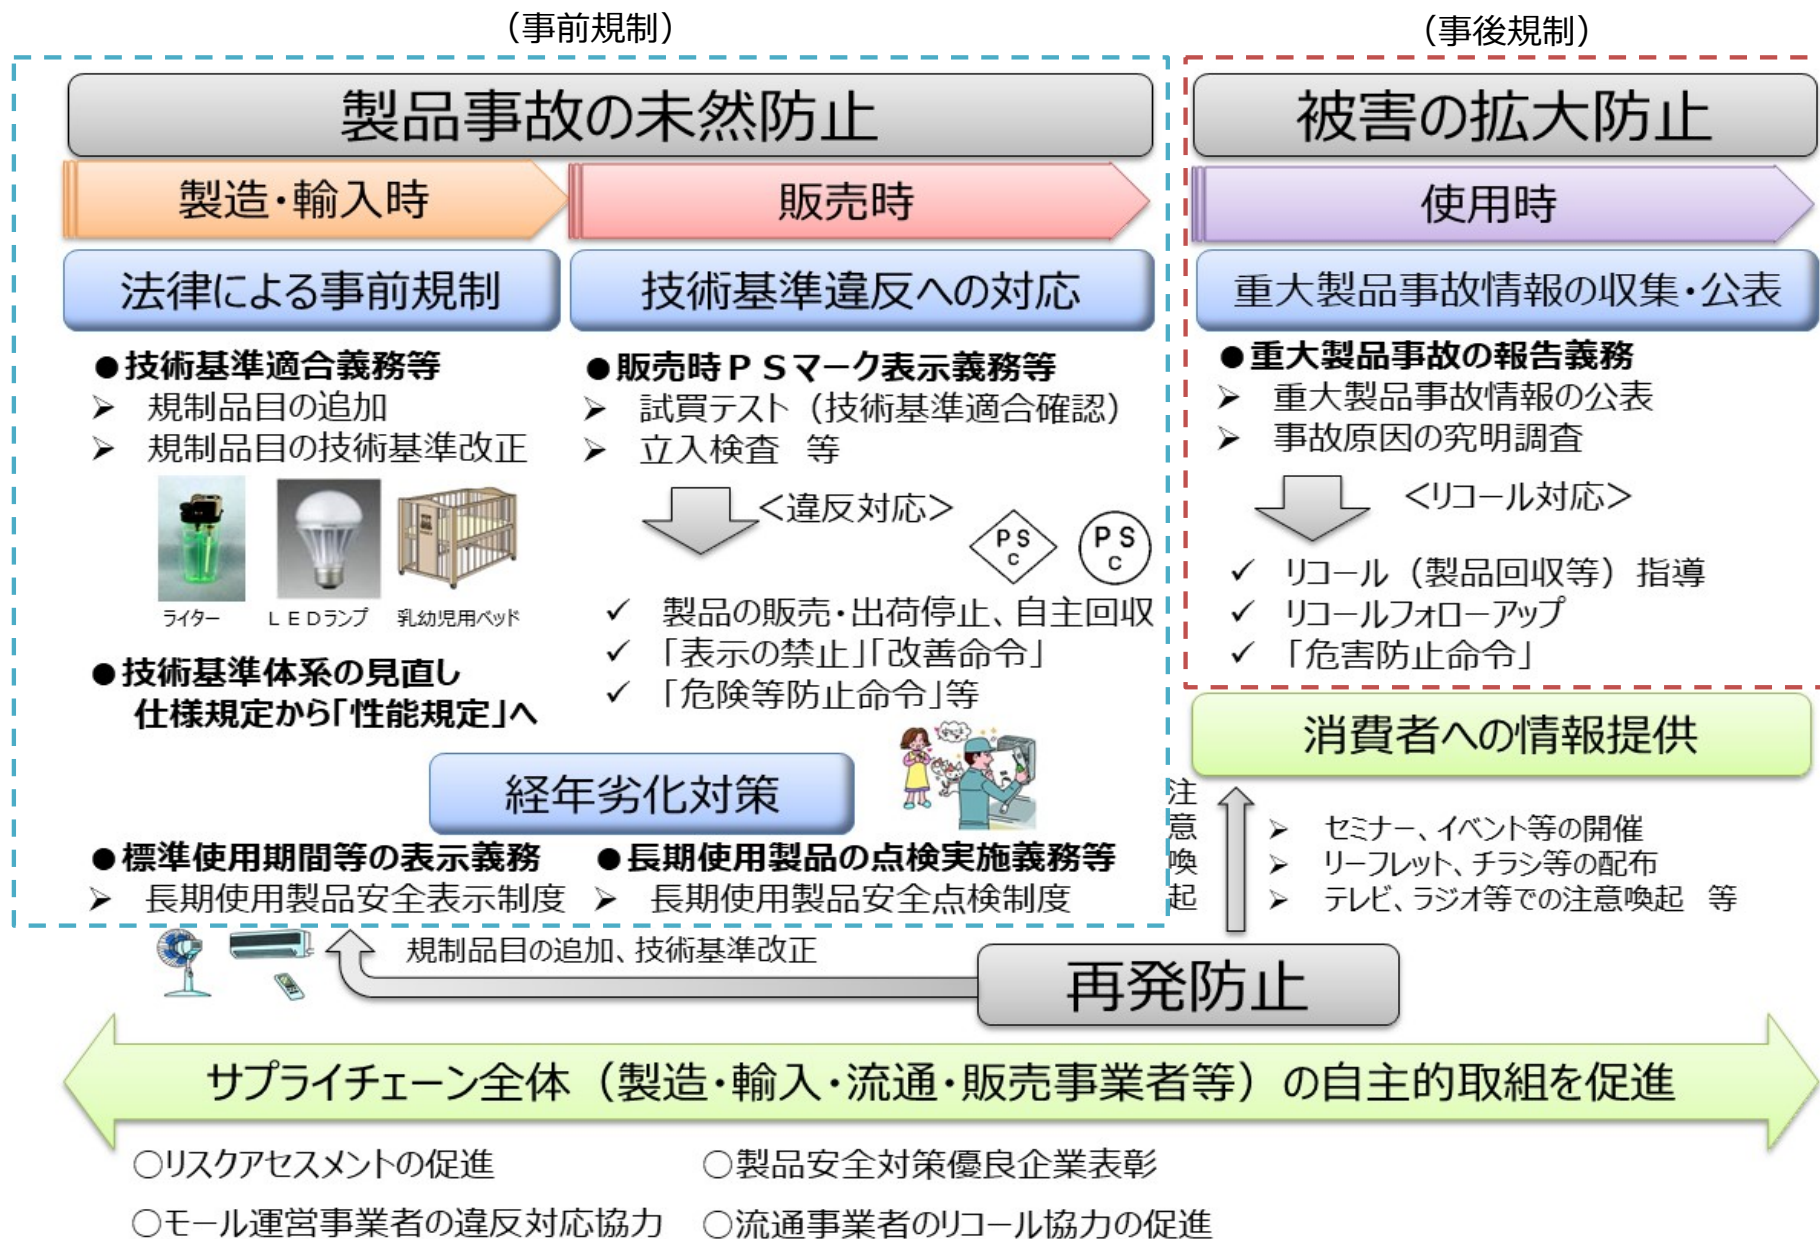 （事前規制）
（事後規制）
製品事故の未然防止
被害の拡大防止
製造・輸入時
販売時
使用時
法律による事前規制
技術基準違反への対応
重大製品事故情報の収集・公表
●技術基準適合義務等
➢ 規制品目の追加
➢ 規制品目の技術基準改正
ライター
ＬＥＤランプ
乳幼児用ベッド
●技術基準体系の見直し
仕様規定から「性能規定」へ
●販売時ＰＳマーク表示義務等
➢ 試買テスト（技術基準適合確認）
➢ 立入検査　等
＜違反対応＞
PS
C
PS
C
✓ 製品の販売・出荷停止、自主回収
✓ 「表示の禁止」「改善命令」
✓ 「危険等防止命令」等
●重大製品事故の報告義務
➢ 重大製品事故情報の公表
➢ 事故原因の究明調査
＜リコール対応＞
✓ リコール（製品回収等）指導
✓ リコールフォローアップ
✓ 「危害防止命令」
経年劣化対策
●標準使用期間等の表示義務
➢ 長期使用製品安全表示制度
●長期使用製品の点検実施義務等
➢ 長期使用製品安全点検制度
消費者への情報提供
注意喚起
➢ セミナー、イベント等の開催
➢ リーフレット、チラシ等の配布
➢ テレビ、ラジオ等での注意喚起　等
規制品目の追加、技術基準改正
再発防止
サプライチェーン全体（製造・輸入・流通・販売事業者等）の自主的取組を促進
○リスクアセスメントの促進
○製品安全対策優良企業表彰
○モール運営事業者の違反対応協力
○流通事業者のリコール協力の促進